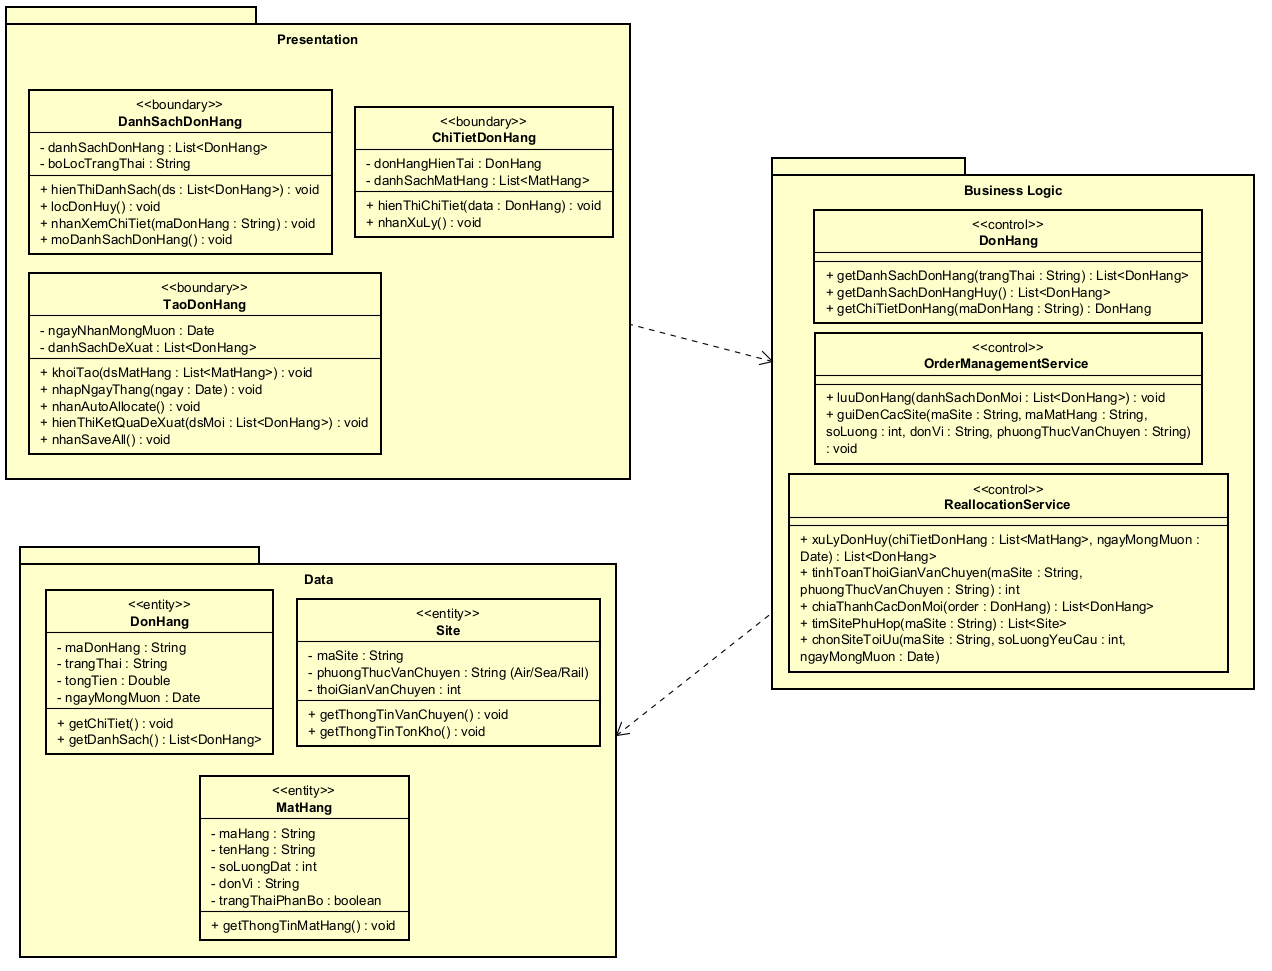 Presentation
<<boundary>>
DanhSachDonHang
- danhSachDonHang : List<DonHang>
- boLocTrangThai : String
+ hienThiDanhSach(ds : List<DonHang>) : void
+ locDonHuy() : void
+ nhanXemChiTiet(maDonHang : String) : void
+ moDanhSachDonHang() : void
<<boundary>>
ChiTietDonHang
- donHangHienTai : DonHang
- danhSachMatHang : List<MatHang>
+ hienThiChiTiet(data : DonHang) : void
+ nhanXuLy() : void
<<boundary>>
TaoDonHang
- ngayNhanMongMuon : Date
- danhSachDeXuat : List<DonHang>
+ khoiTao(dsMatHang : List<MatHang>) : void
+ nhapNgayThang(ngay : Date) : void
+ nhanAutoAllocate() : void
+ hienThiKetQuaDeXuat(dsMoi : List<DonHang>) : void
+ nhanSaveAll() : void
Business Logic
<<control>>
DonHang
+ getDanhSachDonHang(trangThai : String) : List<DonHang>
+ getDanhSachDonHangHuy() : List<DonHang>
+ getChiTietDonHang(maDonHang : String) : DonHang
<<control>>
OrderManagementService
+ luuDonHang(danhSachDonMoi : List<DonHang>) : void
+ guiDenCacSite(maSite : String, maMatHang : String,
soLuong : int, donVi : String, phuongThucVanChuyen : String)
: void
<<control>>
ReallocationService
+ xuLyDonHuy(chiTietDonHang : List<MatHang>, ngayMongMuon :
Date) : List<DonHang>
+ tinhToanThoiGianVanChuyen(maSite : String,
phuongThucVanChuyen : String) : int
+ chiaThanhCacDonMoi(order : DonHang) : List<DonHang>
+ timSitePhuHop(maSite : String) : List<Site>
+ chonSiteToiUu(maSite : String, soLuongYeuCau : int,
ngayMongMuon : Date)
Data
<<entity>>
DonHang
- maDonHang : String
- trangThai : String
- tongTien : Double
- ngayMongMuon : Date
+ getChiTiet() : void
+ getDanhSach() : List<DonHang>
<<entity>>
Site
- maSite : String
- phuongThucVanChuyen : String (Air/Sea/Rail)
- thoiGianVanChuyen : int
+ getThongTinVanChuyen() : void
+ getThongTinTonKho() : void
<<entity>>
MatHang
- maHang : String
- tenHang : String
- soLuongDat : int
- donVi : String
- trangThaiPhanBo : boolean
+ getThongTinMatHang() : void